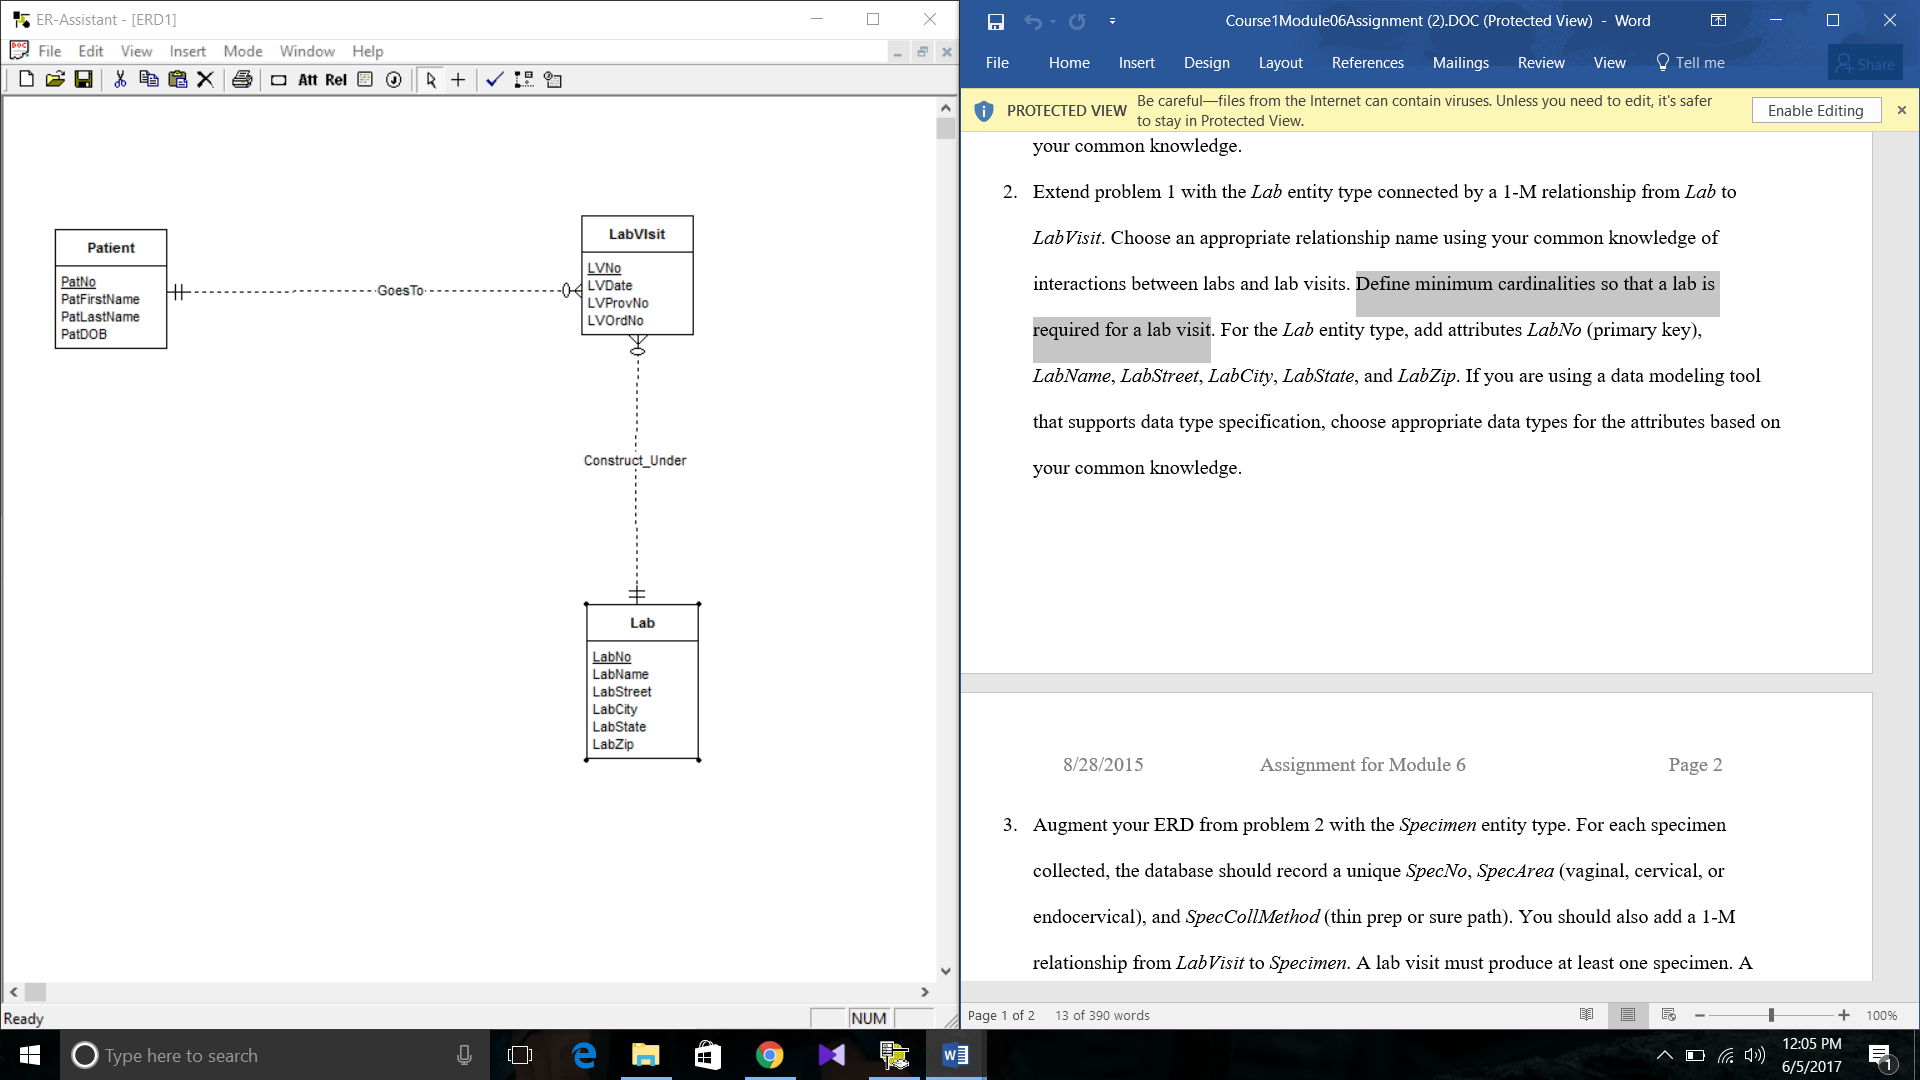 ER-Assistant - [ERD1]
File Edit View Insert Mode Window Help
Att Rel
Patient
PatNo
PatFirstName
PatLastName
PatDOB
GoesTo
LabVIsit
LVNo
LVDate
LVProvNo
LVOrdNo
Construct_Under
Lab
LabNo
LabName
LabStreet
LabCity
LabState
LabZip
Ready
NUM
Course1Module06Assignment (2).DOC (Protected View) - Word
File Home Insert Design Layout References Mailings Review View Tell me Share
PROTECTED VIEW Be careful—files from the Internet can contain viruses. Unless you need to edit, it's safer
to stay in Protected View.
Enable Editing
your common knowledge.
2. Extend problem 1 with the Lab entity type connected by a 1-M relationship from Lab to
LabVisit. Choose an appropriate relationship name using your common knowledge of
interactions between labs and lab visits. Define minimum cardinalities so that a lab is
required for a lab visit. For the Lab entity type, add attributes LabNo (primary key),
LabName, LabStreet, LabCity, LabState, and LabZip. If you are using a data modeling tool
that supports data type specification, choose appropriate data types for the attributes based on
your common knowledge.
8/28/2015 Assignment for Module 6 Page 2
3. Augment your ERD from problem 2 with the Specimen entity type. For each specimen
collected, the database should record a unique SpecNo, SpecArea (vaginal, cervical, or
endocervical), and SpecCollMethod (thin prep or sure path). You should also add a 1-M
relationship from LabVisit to Specimen. A lab visit must produce at least one specimen. A
Page 1 of 2 13 of 390 words
100%
Type here to search
12:05 PM
6/5/2017
1